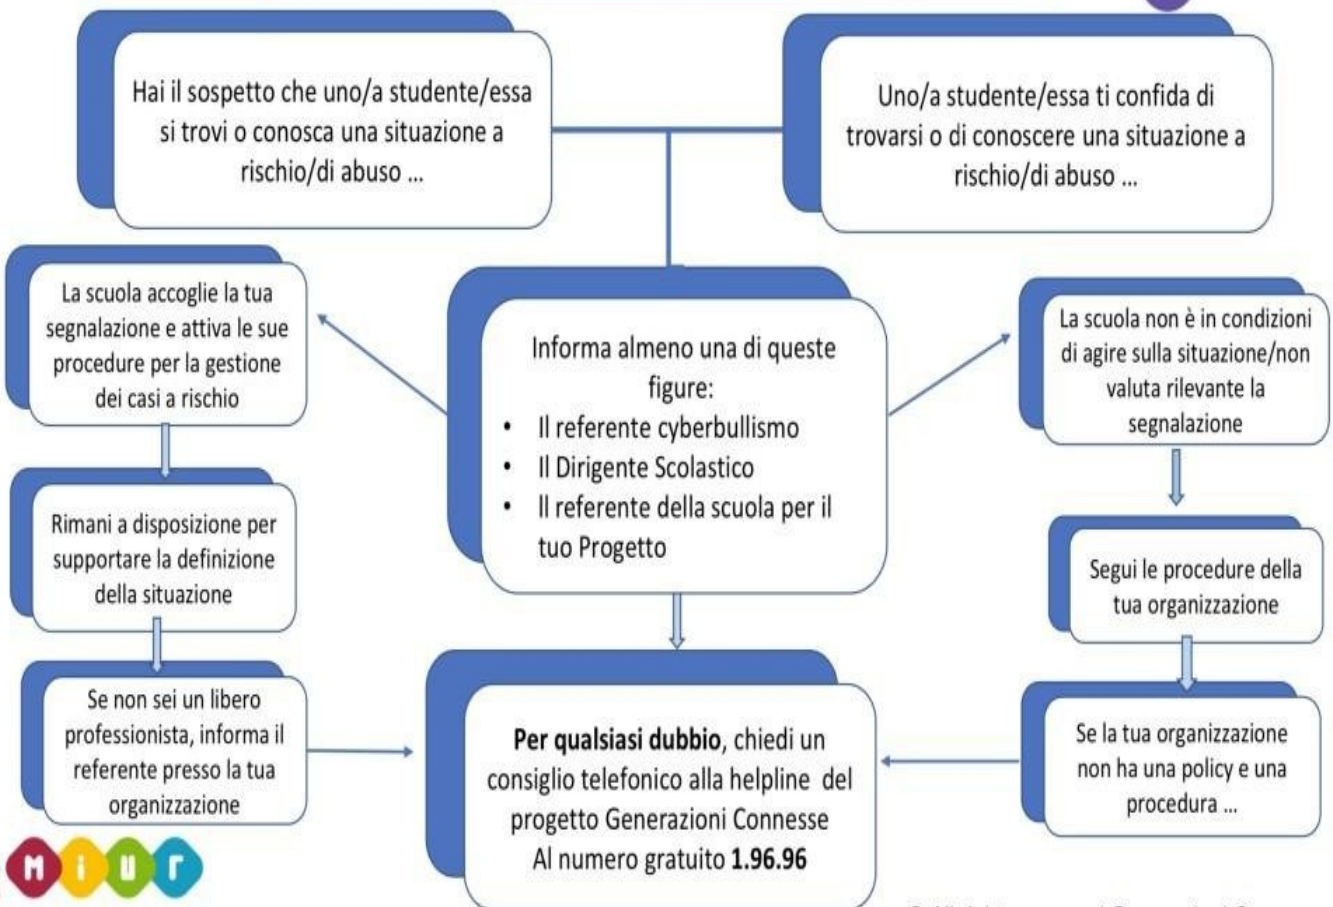 Hai il sospetto che uno/a studente/essa
si trovi o conosca una situazione a
rischio/di abuso ...
Uno/a studente/essa ti confida di
trovarsi o di conoscere una situazione a
rischio/di abuso ...
La scuola accoglie la tua
segnalazione e attiva le sue
procedure per la gestione
dei casi a rischio
Informa almeno una di queste
figure:
• Il referente cyberbullismo
• Il Dirigente Scolastico
• Il referente della scuola per il
tuo Progetto
La scuola non è in condizioni
di agire sulla situazione/non
valuta rilevante la
segnalazione
Rimani a disposizione per
supportare la definizione
della situazione
Segui le procedure della
tua organizzazione
Se non sei un libero
professionista, informa il
referente presso la tua
organizzazione
Per qualsiasi dubbio, chiedi un
consiglio telefonico alla helpline del
progetto Generazioni Connesse
Al numero gratuito 1.96.96
Se la tua organizzazione
non ha una policy e una
procedura ...
Miur